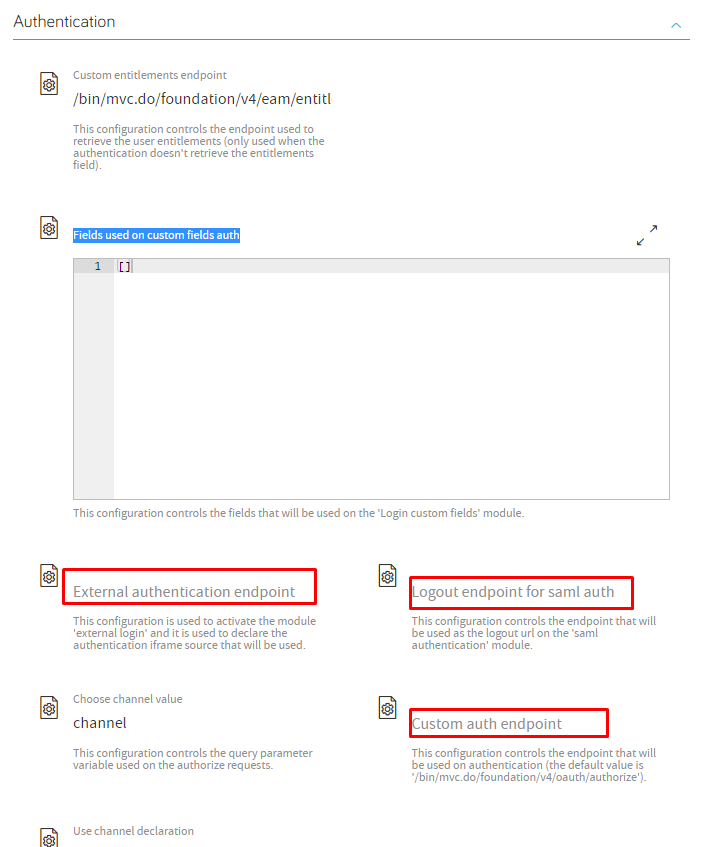 Authentication
Custom entitlements endpoint
/bin/mvc.do/foundation/v4/eam/entitl
This configuration controls the endpoint used to
retrieve the user entitlements (only used when the
authentication doesn't retrieve the entitlements
field).
Fields used on custom fields auth
1 []
This configuration controls the fields that will be used on the 'Login custom fields' module.
External authentication endpoint
This configuration is used to activate the module
'external login' and it is used to declare the
authentication iframe source that will be used.
Logout endpoint for saml auth
This configuration controls the endpoint that will
be used as the logout url on the 'saml
authentication' module.
Choose channel value
channel
This configuration controls the query parameter
variable used on the authorize requests.
Custom auth endpoint
This configuration controls the endpoint that will
be used on authentication (the default value is
'/bin/mvc.do/foundation/v4/oauth/authorize').
Use channel declaration